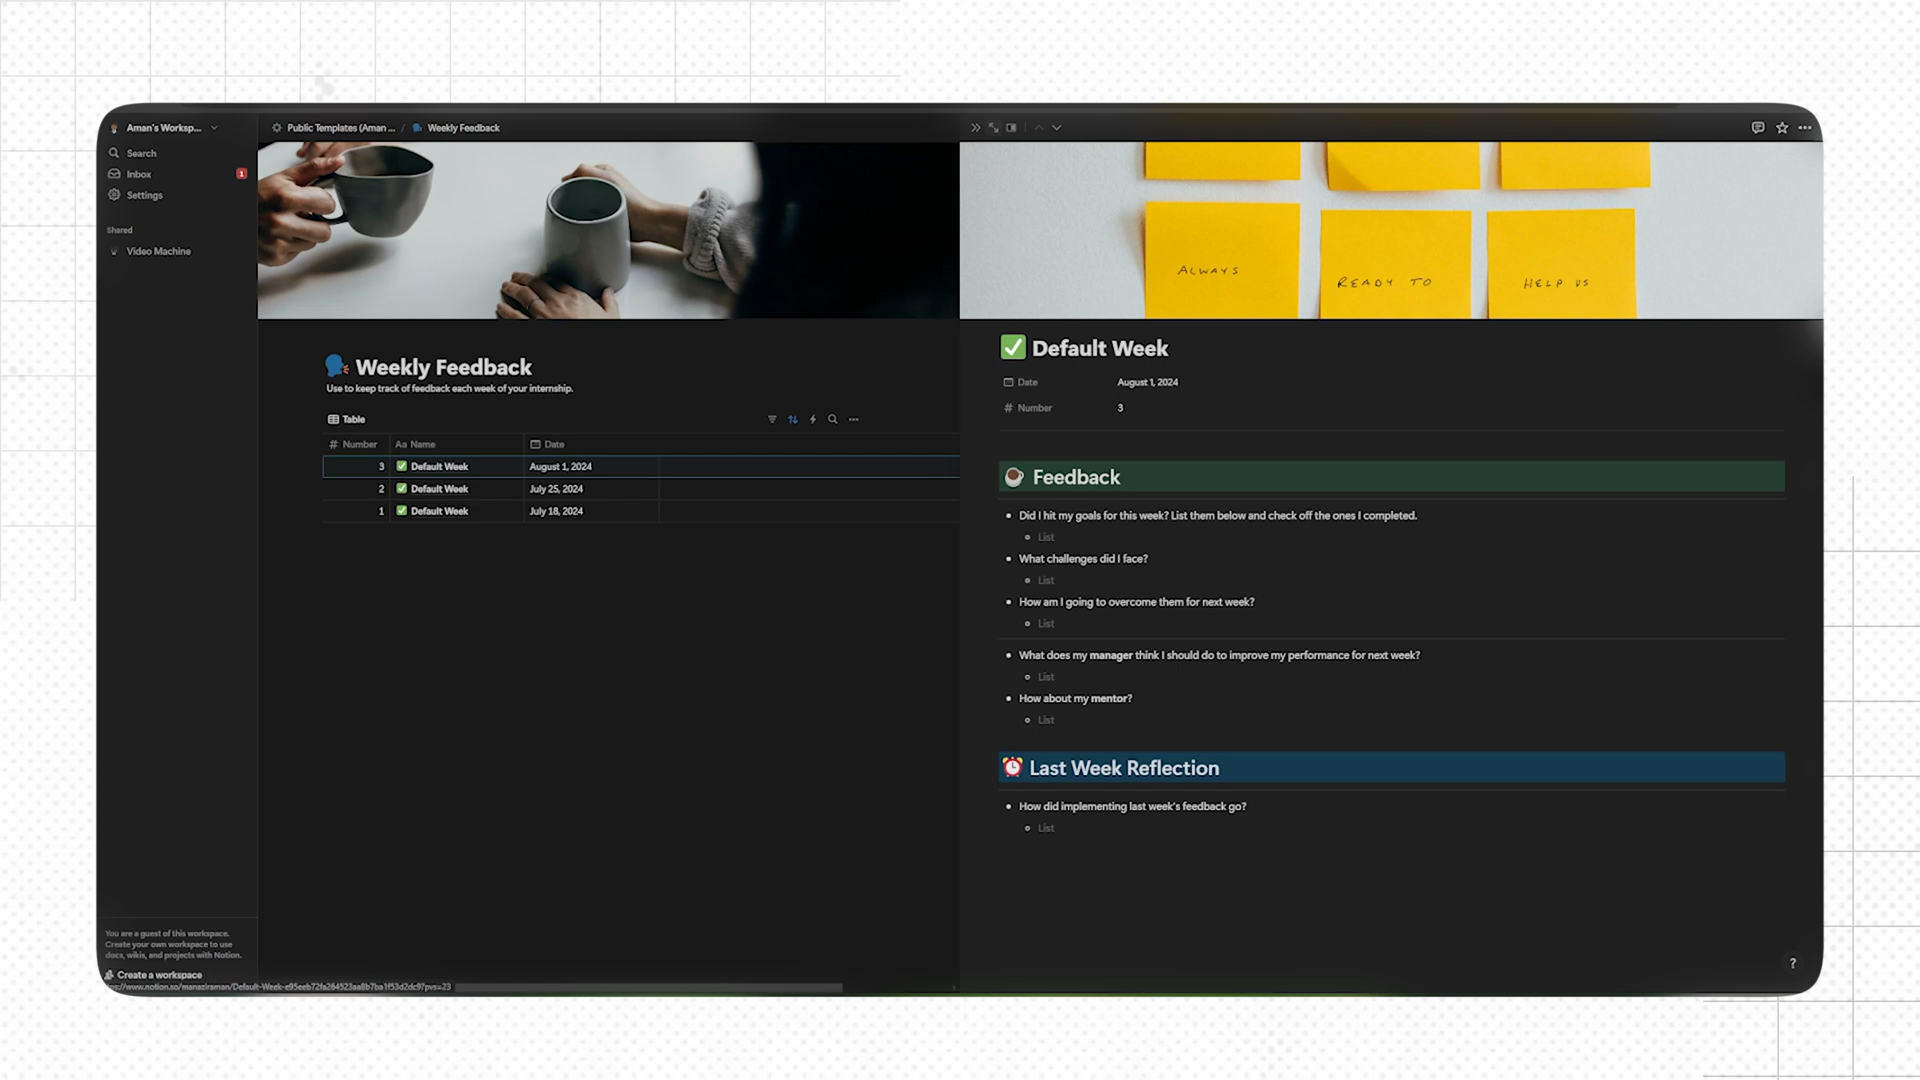 Aman's Worksp...
Search
Inbox 1
Settings
Shared
Video Machine
Public Templates (Aman ... / Weekly Feedback
Weekly Feedback
Use to keep track of feedback each week of your internship.
Table
# Number Aa Name Date
3 Default Week August 1, 2024
2 Default Week July 25, 2024
1 Default Week July 18, 2024
You are a guest of this workspace.
Create your own workspace to use
docs, wikis, and projects with Notion.
Create a workspace
ALWAYS
READY TO
HELP US
Default Week
Date August 1, 2024
# Number 3
Feedback
• Did I hit my goals for this week? List them below and check off the ones I completed.
List
• What challenges did I face?
List
• How am I going to overcome them for next week?
List
• What does my manager think I should do to improve my performance for next week?
List
• How about my mentor?
List
Last Week Reflection
• How did implementing last week's feedback go?
List
?